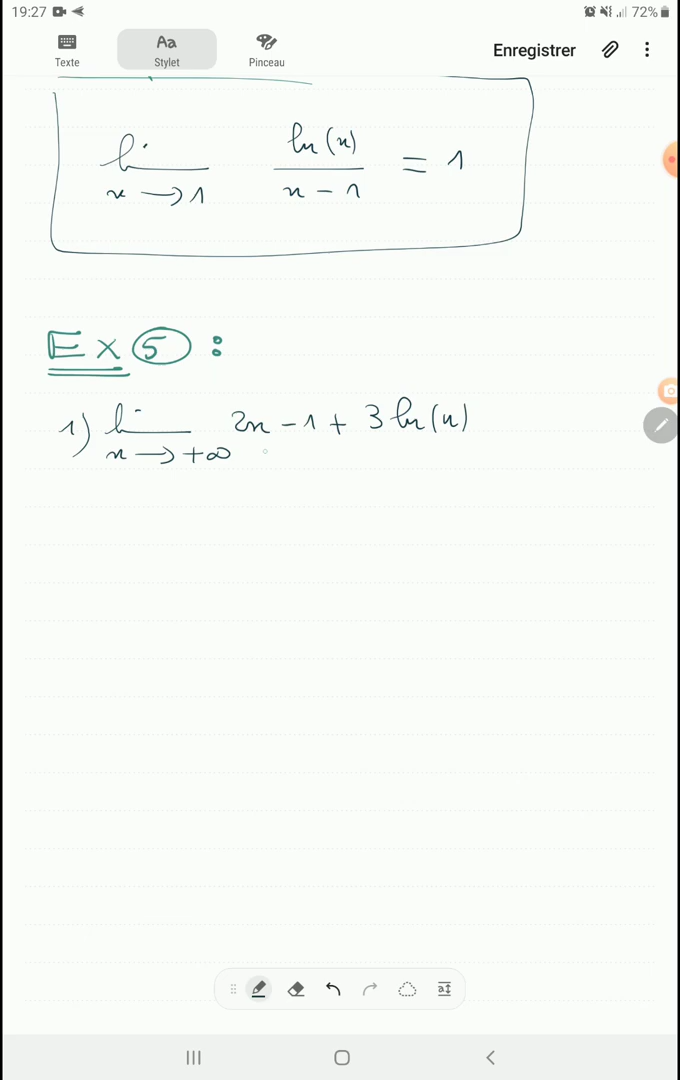 19:27 72%
Texte Aa Stylet Pinceau Enregistrer
lim x→1 ln(x)/(x-1) = 1
Ex 5 :
1) lim x→+∞ 2x - 1 + 3 ln(x)